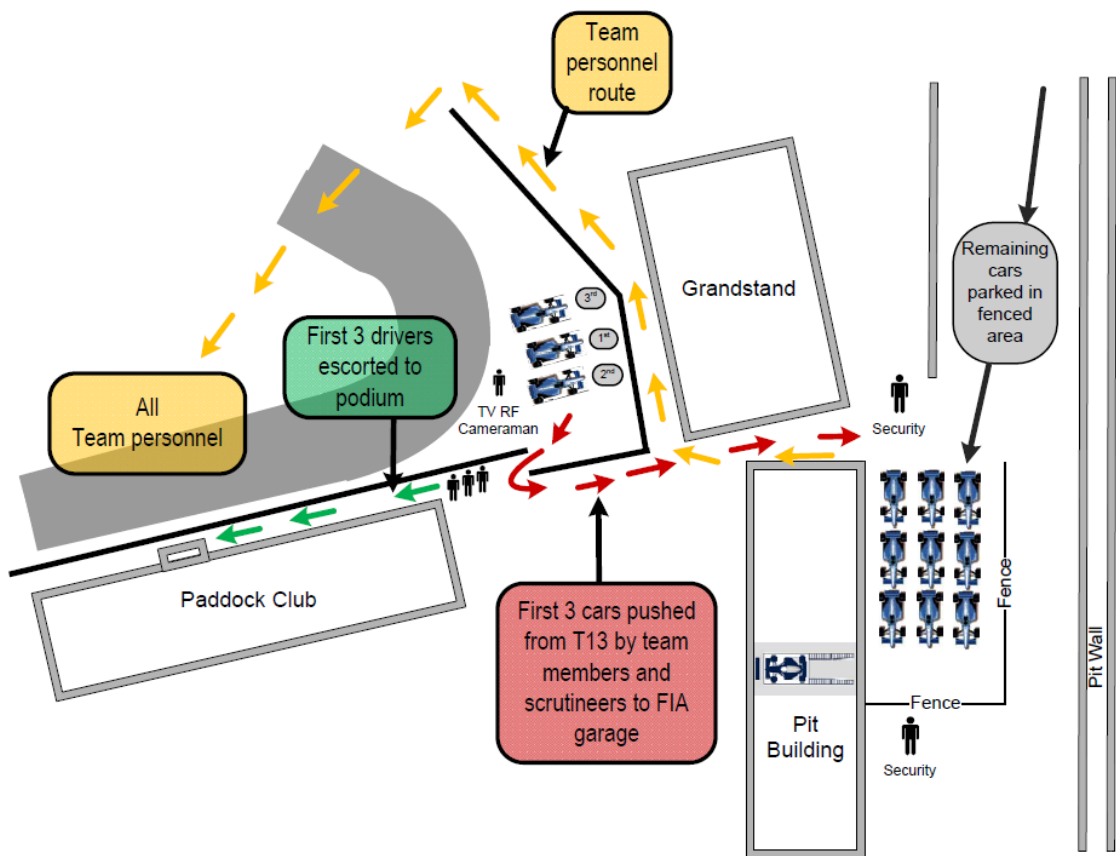 Team
personnel
route
Remaining
cars
parked in
fenced
area
Grandstand
3rd
1st
2nd
First 3 drivers
escorted to
podium
All
Team personnel
TV RF
Cameraman
Security
Paddock Club
First 3 cars pushed
from T13 by team
members and
scrutineers to FIA
garage
Fence
Pit Wall
Fence
Pit
Building
Security